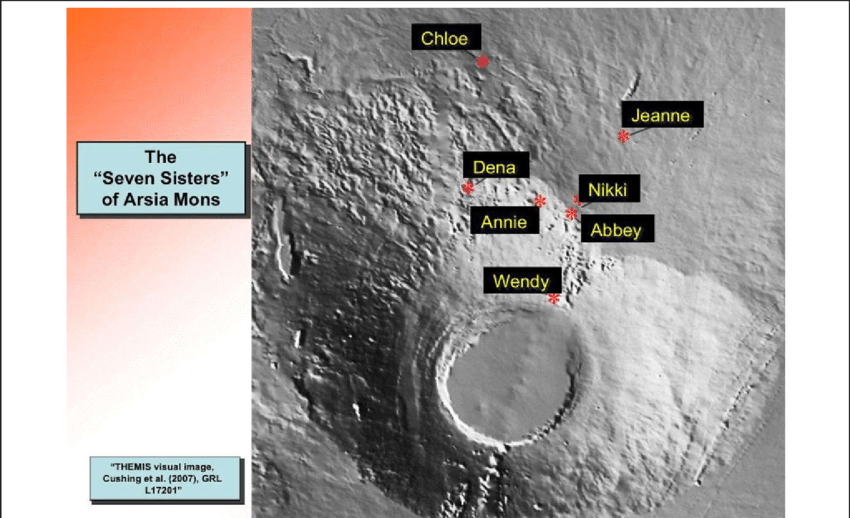 The
“Seven Sisters”
of Arsia Mons
Chloe
Jeanne
Dena
Nikki
Annie
Abbey
Wendy
“THEMIS visual image,
Cushing et al. (2007), GRL
L17201”